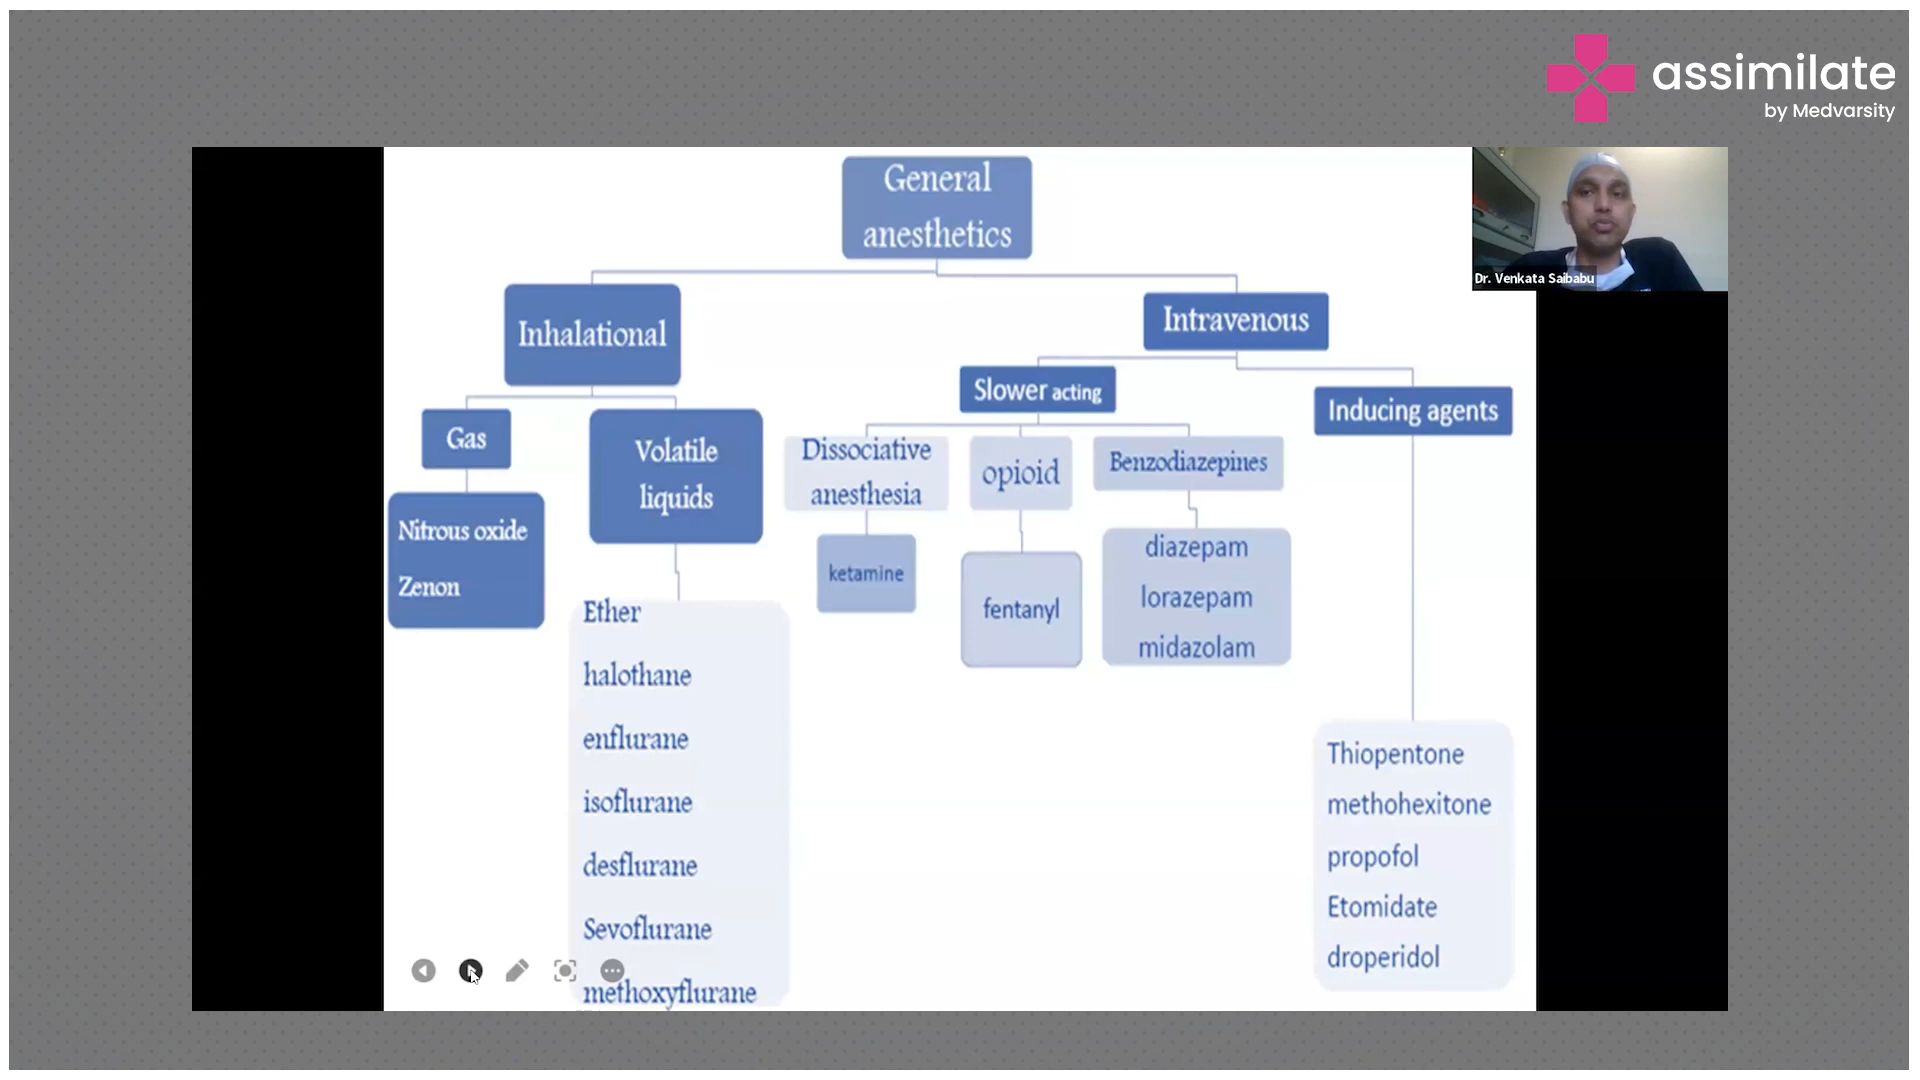 assimilate
by Medvarsity
General
anesthetics
Dr. Venkata Saibabu
Inhalational
Intravenous
Slower acting
Inducing agents
Gas
Volatile
liquids
Dissociative
anesthesia
opioid
Benzodiazepines
Nitrous oxide
Zenon
ketamine
fentanyl
diazepam
lorazepam
midazolam
Ether
halothane
enflurane
isoflurane
desflurane
Sevoflurane
methoxyflurane
Thiopentone
methohexitone
propofol
Etomidate
droperidol